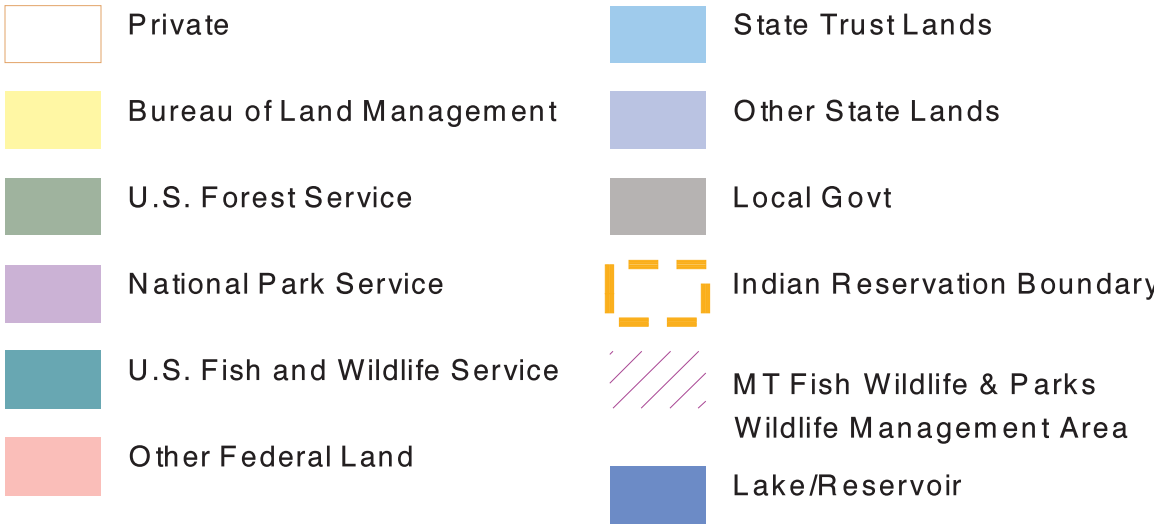 Private
Bureau of Land Management
U.S. Forest Service
National Park Service
U.S. Fish and Wildlife Service
Other Federal Land
State Trust Lands
Other State Lands
Local Govt
Indian Reservation Boundary
MT Fish Wildlife & Parks
Wildlife Management Area
Lake/Reservoir